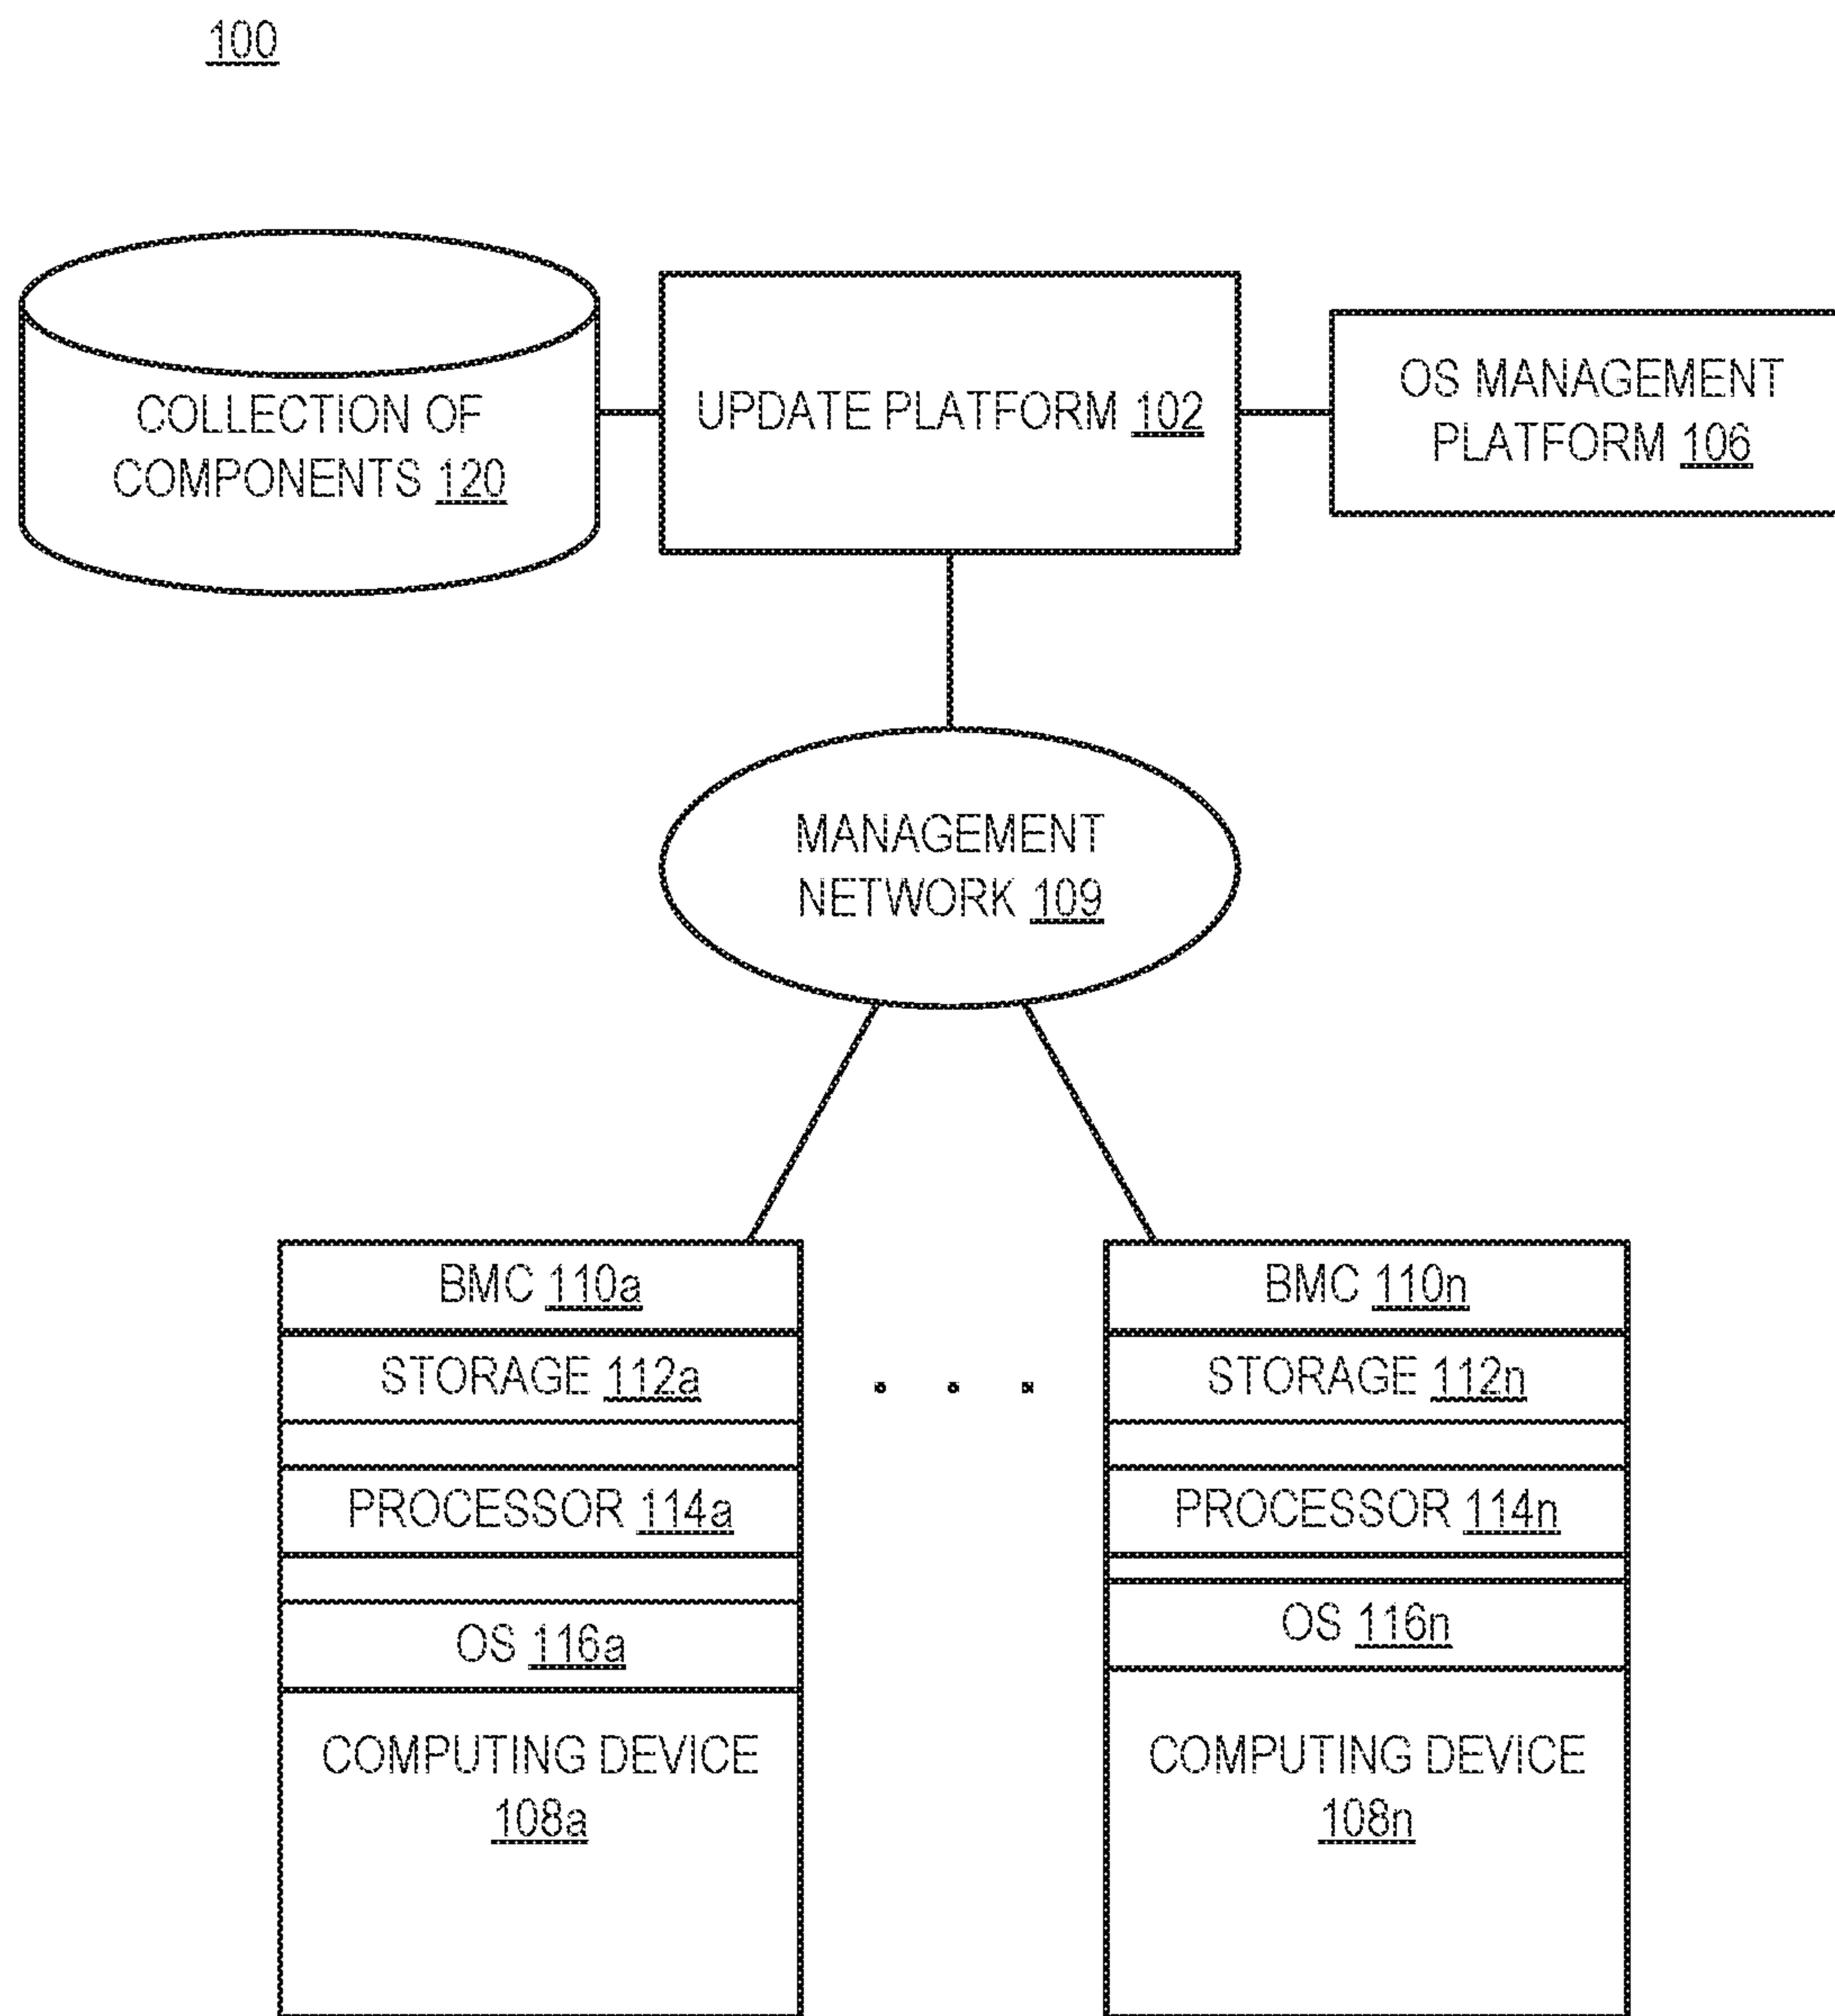 100
COLLECTION OF
COMPONENTS 120
UPDATE PLATFORM 102
OS MANAGEMENT
PLATFORM 106
MANAGEMENT
NETWORK 109
BMC 110a
STORAGE 112a
PROCESSOR 114a
OS 116a
COMPUTING DEVICE
108a
. . .
BMC 110n
STORAGE 112n
PROCESSOR 114n
OS 116n
COMPUTING DEVICE
108n